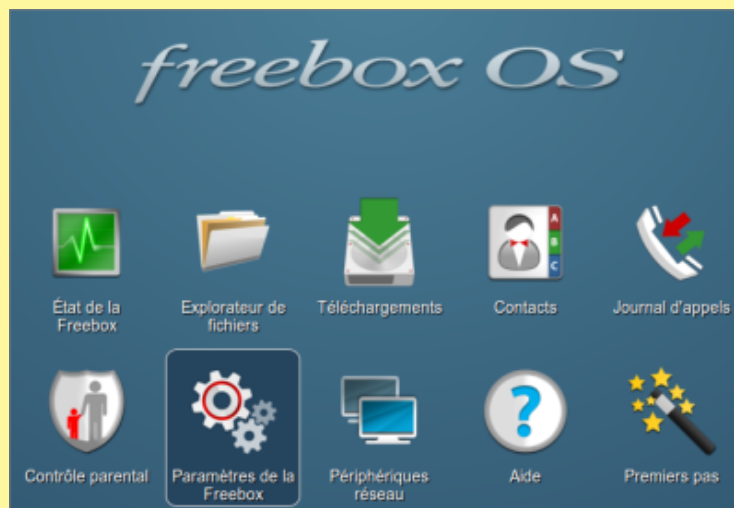 freebox OS
État de la
Freebox
Explorateur de
fichiers
Téléchargements
Contacts
A
B
C
Journal d'appels
Contrôle parental
Paramètres de la
Freebox
Périphériques
réseau
?
Aide
Premiers pas